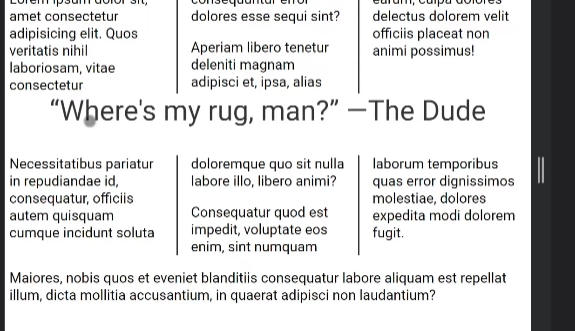 Lorem ipsum dolor sit,
amet consectetur
adipisicing elit. Quos
veritatis nihil
laboriosam, vitae
consectetur
consequuntur error
dolores esse sequi sint?
Aperiam libero tenetur
deleniti magnam
adipisci et, ipsa, alias
earum, culpa dolores
delectus dolorem velit
officiis placeat non
animi possimus!
“Where's my rug, man?” —The Dude
Necessitatibus pariatur
in repudiandae id,
consequatur, officiis
autem quisquam
cumque incidunt soluta
doloremque quo sit nulla
labore illo, libero animi?
Consequatur quod est
impedit, voluptate eos
enim, sint numquam
laborum temporibus
quas error dignissimos
molestiae, dolores
expedita modi dolorem
fugit.
Maiores, nobis quos et eveniet blanditiis consequatur labore aliquam est repellat
illum, dicta mollitia accusantium, in quaerat adipisci non laudantium?